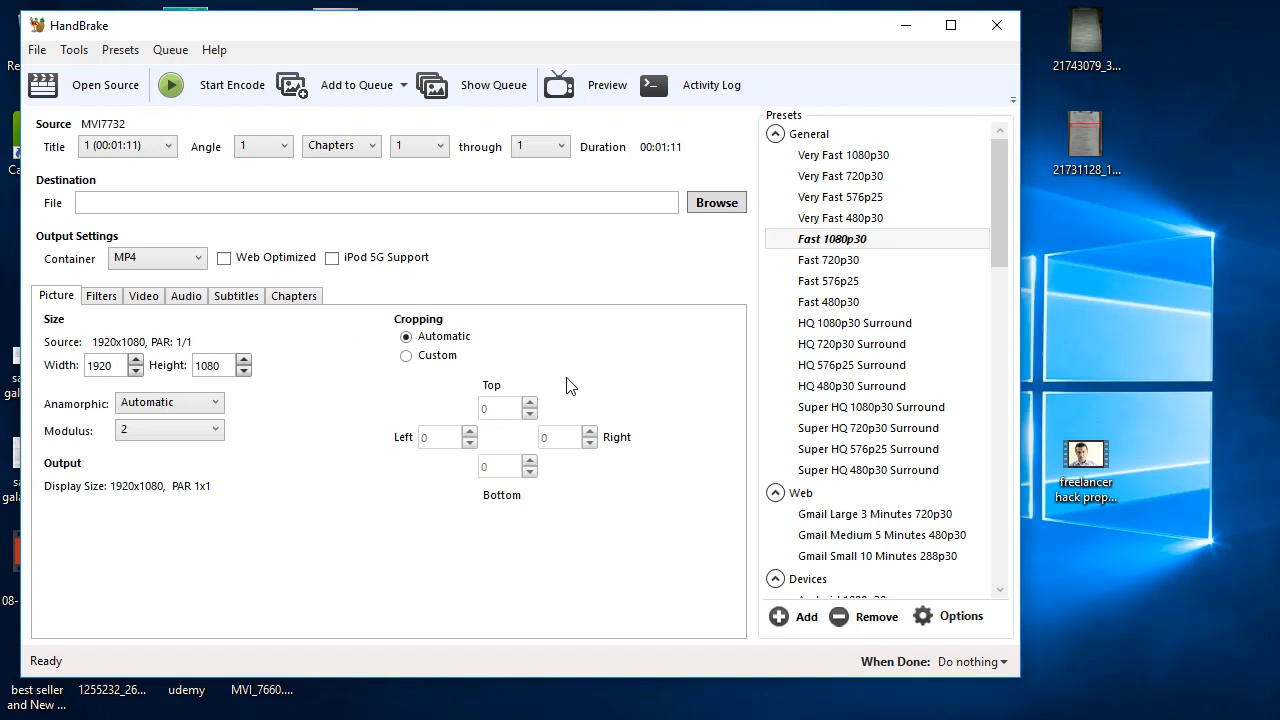 HandBrake
File Tools Presets Queue Help
Open Source Start Encode Add to Queue Show Queue Preview Activity Log
Source MVI7732
Title 1 (00:01:11) Angle 1 Chapters 1 through 1 Duration 00:01:11
Destination
File Browse
Output Settings
Container MP4 Web Optimized iPod 5G Support
Picture Filters Video Audio Subtitles Chapters
Size
Source: 1920x1080, PAR: 1/1
Width: 1920 Height: 1080
Anamorphic: Automatic
Modulus: 2
Output
Display Size: 1920x1080, PAR 1x1
Cropping
Automatic
Custom
Top
0
Left 0 0 Right
0
Bottom
Presets
General
Very Fast 1080p30
Very Fast 720p30
Very Fast 576p25
Very Fast 480p30
Fast 1080p30
Fast 720p30
Fast 576p25
Fast 480p30
HQ 1080p30 Surround
HQ 720p30 Surround
HQ 576p25 Surround
HQ 480p30 Surround
Super HQ 1080p30 Surround
Super HQ 720p30 Surround
Super HQ 576p25 Surround
Super HQ 480p30 Surround
Web
Gmail Large 3 Minutes 720p30
Gmail Medium 5 Minutes 480p30
Gmail Small 10 Minutes 288p30
Devices
Add Remove Options
Ready When Done: Do nothing
21743079_3...
21731128_1...
freelancer
hack prop...
best seller
and New ...
1255232_26...
udemy
MVI_7660....